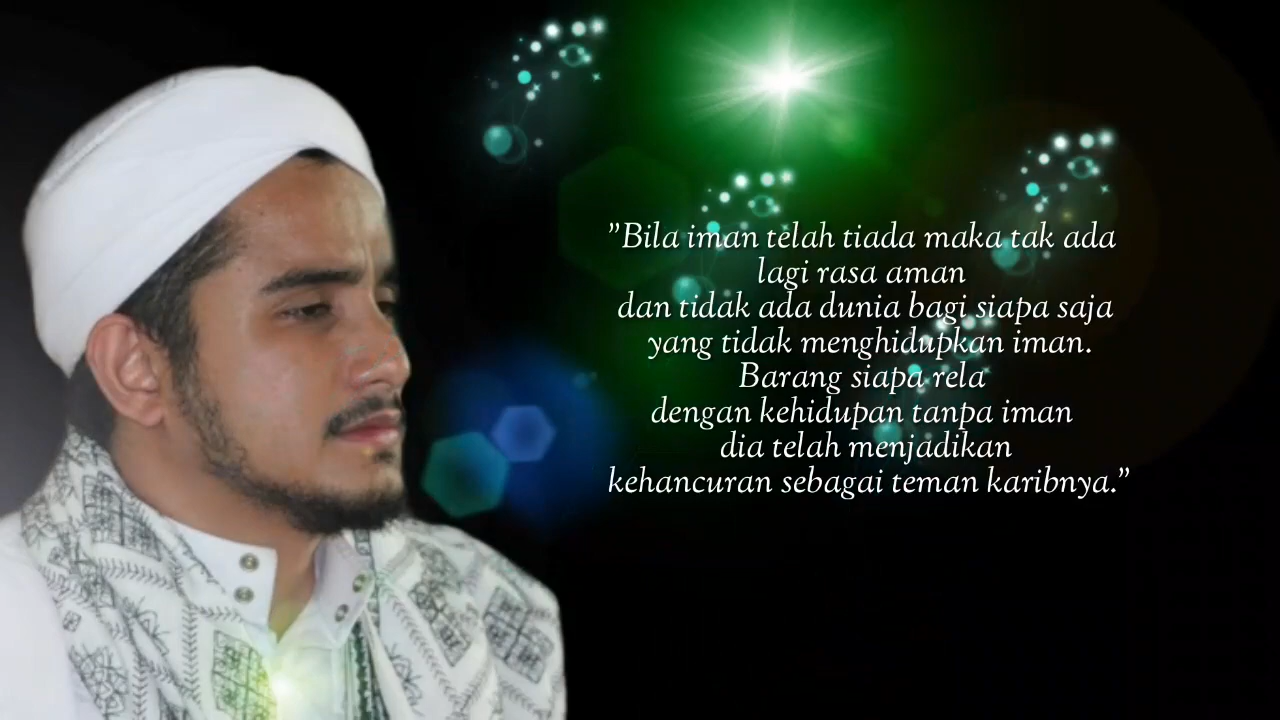 "Bila iman telah tiada maka tak ada
lagi rasa aman
dan tidak ada dunia bagi siapa saja
yang tidak menghidupkan iman.
Barang siapa rela
dengan kehidupan tanpa iman
dia telah menjadikan
kehancuran sebagai teman karibnya."